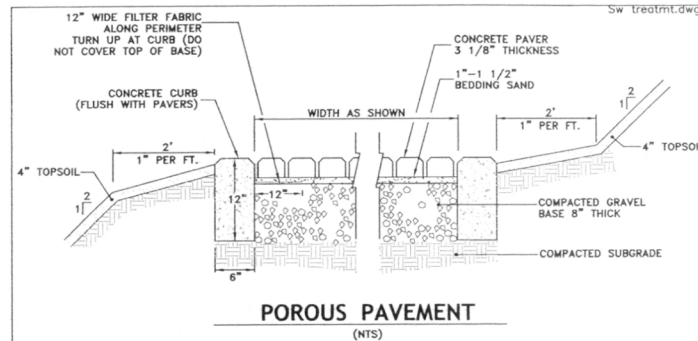 Sw treatmt.dwg
12" WIDE FILTER FABRIC
ALONG PERIMETER
TURN UP AT CURB (DO
NOT COVER TOP OF BASE)
CONCRETE PAVER
3 1/8" THICKNESS
1"-1 1/2"
BEDDING SAND
CONCRETE CURB
(FLUSH WITH PAVERS)
WIDTH AS SHOWN
2
1
2'
1" PER FT.
2'
1" PER FT.
4" TOPSOIL
4" TOPSOI
2
1
12"
12"
COMPACTED GRAVEL
BASE 8" THICK
COMPACTED SUBGRADE
6"
POROUS PAVEMENT
(NTS)